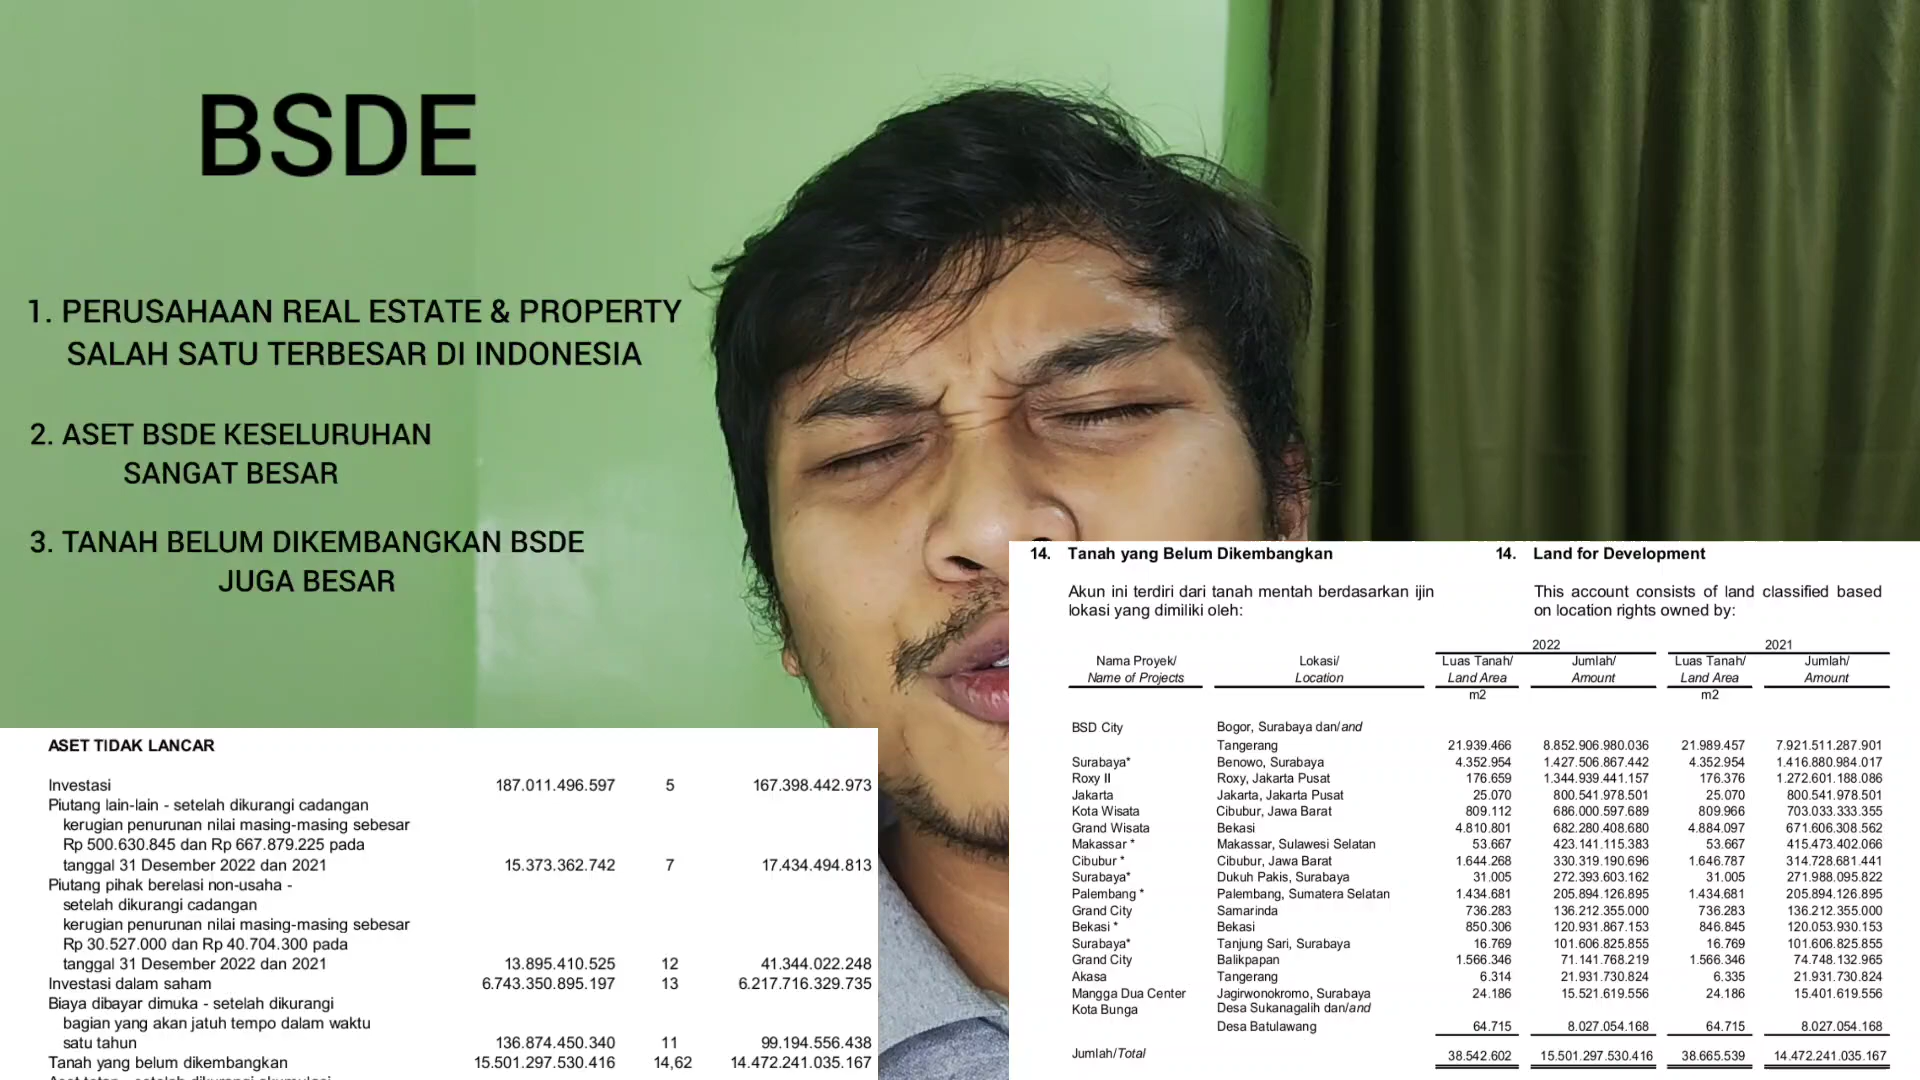 BSDE
1. PERUSAHAAN REAL ESTATE & PROPERTY
SALAH SATU TERBESAR DI INDONESIA
2. ASET BSDE KESELURUHAN
SANGAT BESAR
3. TANAH BELUM DIKEMBANGKAN BSDE
JUGA BESAR
ASET TIDAK LANCAR
Investasi 187.011.496.597 5 167.398.442.973
Piutang lain-lain - setelah dikurangi cadangan
kerugian penurunan nilai masing-masing sebesar
Rp 500.630.845 dan Rp 667.879.225 pada
tanggal 31 Desember 2022 dan 2021 15.373.362.742 7 17.434.494.813
Piutang pihak berelasi non-usaha -
setelah dikurangi cadangan
kerugian penurunan nilai masing-masing sebesar
Rp 30.527.000 dan Rp 40.704.300 pada
tanggal 31 Desember 2022 dan 2021 13.895.410.525 12 41.344.022.248
Investasi dalam saham 6.743.350.895.197 13 6.217.716.329.735
Biaya dibayar dimuka - setelah dikurangi
bagian yang akan jatuh tempo dalam waktu
satu tahun 136.874.450.340 11 99.194.556.438
Tanah yang belum dikembangkan 15.501.297.530.416 14,62 14.472.241.035.167
14. Tanah yang Belum Dikembangkan 14. Land for Development
Akun ini terdiri dari tanah mentah berdasarkan ijin This account consists of land classified based
lokasi yang dimiliki oleh: on location rights owned by:
2022 2021
Nama Proyek/ Lokasi/ Luas Tanah/ Jumlah/ Luas Tanah/ Jumlah/
Name of Projects Location Land Area Amount Land Area Amount
m2 m2
BSD City Bogor, Surabaya dan/and
Tangerang 21.939.466 8.852.906.980.036 21.989.457 7.921.511.287.901
Surabaya* Benowo, Surabaya 4.352.954 1.427.506.867.442 4.352.954 1.416.880.984.017
Roxy II Roxy, Jakarta Pusat 176.659 1.344.939.441.157 176.376 1.272.601.188.086
Jakarta Jakarta, Jakarta Pusat 25.070 800.541.978.501 25.070 800.541.978.501
Kota Wisata Cibubur, Jawa Barat 809.112 686.000.597.689 809.966 703.033.333.355
Grand Wisata Bekasi 4.810.801 682.280.408.680 4.884.097 671.606.308.562
Makassar * Makassar, Sulawesi Selatan 53.667 423.141.115.383 53.667 415.473.402.066
Cibubur * Cibubur, Jawa Barat 1.644.268 330.319.190.696 1.646.787 314.728.681.441
Surabaya* Dukuh Pakis, Surabaya 31.005 272.393.603.162 31.005 271.988.095.822
Palembang * Palembang, Sumatera Selatan 1.434.681 205.894.126.895 1.434.681 205.894.126.895
Grand City Samarinda 736.283 136.212.355.000 736.283 136.212.355.000
Bekasi * Bekasi 850.306 120.931.867.153 846.845 120.053.930.153
Surabaya* Tanjung Sari, Surabaya 16.769 101.606.825.855 16.769 101.606.825.855
Grand City Balikpapan 1.566.346 71.141.768.219 1.566.346 74.748.132.965
Akasa Tangerang 6.314 21.931.730.824 6.335 21.931.730.824
Mangga Dua Center Jagirwonokromo, Surabaya 24.186 15.521.619.556 24.186 15.401.619.556
Kota Bunga Desa Sukanagalih dan/and
Desa Batulawang 64.715 8.027.054.168 64.715 8.027.054.168
Jumlah/Total 38.542.602 15.501.297.530.416 38.665.539 14.472.241.035.167